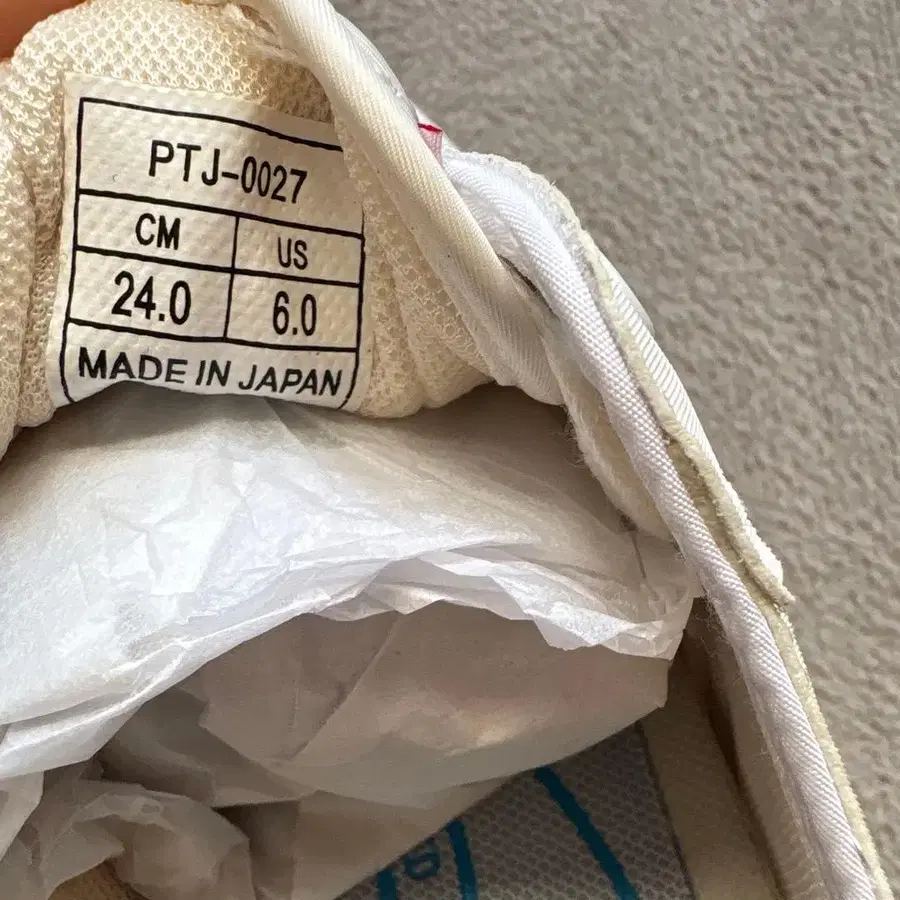 PTJ-0027
CM US
24.0 6.0
MADE IN JAPAN
e